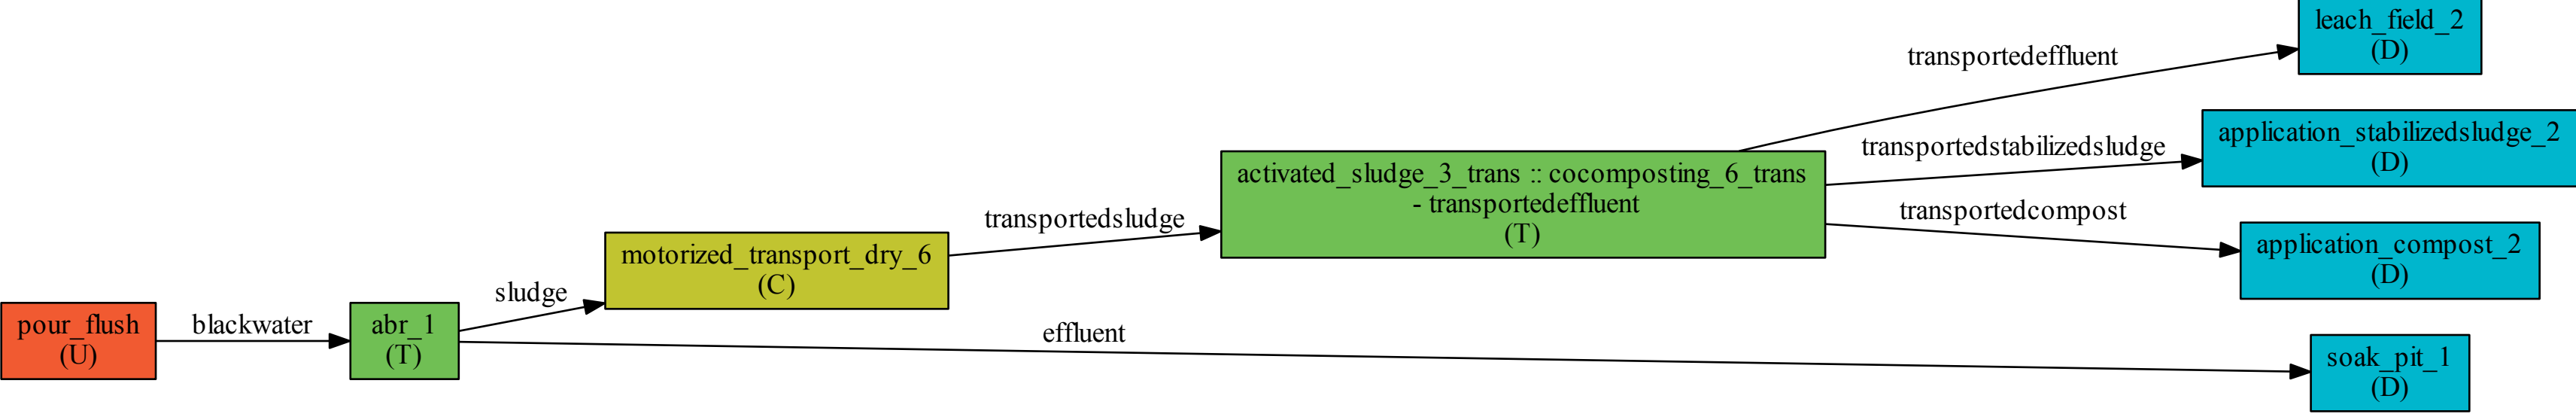 pour_flush
(U)
blackwater
abr_1
(T)
sludge
motorized_transport_dry_6
(C)
transportedsludge
activated_sludge_3_trans :: cocomposting_6_trans
- transportedeffluent
(T)
transportedeffluent
leach_field_2
(D)
transportedstabilizedsludge
application_stabilizedsludge_2
(D)
transportedcompost
application_compost_2
(D)
effluent
soak_pit_1
(D)